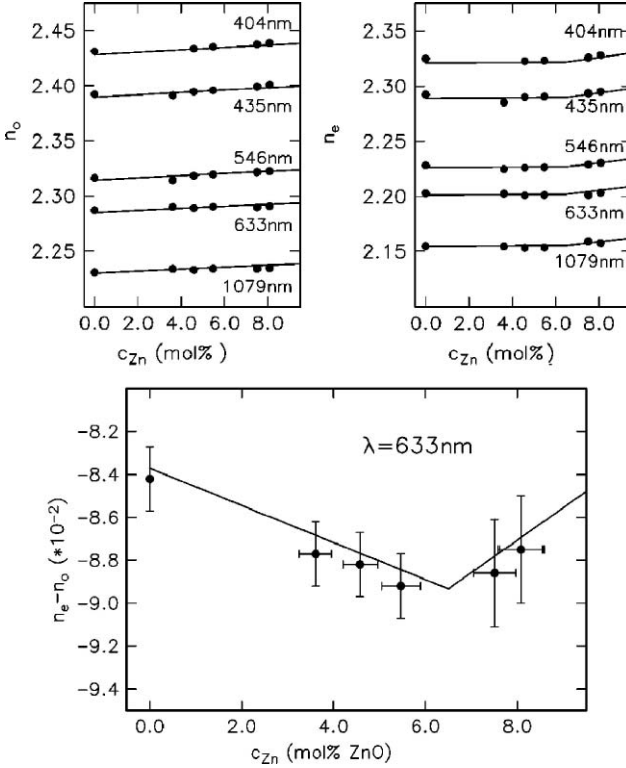 2.45
2.40
2.35
2.30
2.25
n_o
404nm
435nm
546nm
633nm
1079nm
0.0 2.0 4.0 6.0 8.0
c_Zn (mol%)
2.35
2.30
2.25
2.20
2.15
n_e
404nm
435nm
546nm
633nm
1079nm
0.0 2.0 4.0 6.0 8.0
c_Zn (mol%)
-8.2
-8.4
-8.6
-8.8
-9.0
-9.2
-9.4
n_e-n_o (*10^-2)
λ=633nm
0.0 2.0 4.0 6.0 8.0
c_Zn (mol% ZnO)